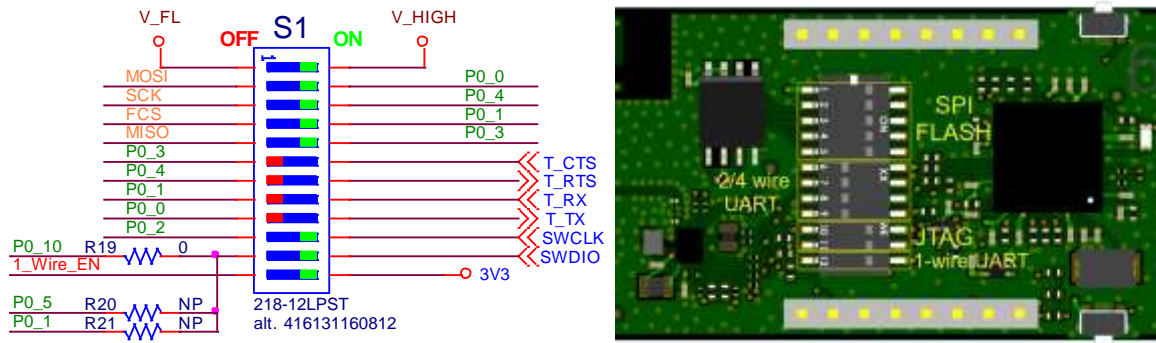 V_FL
S1
V_HIGH
OFF
ON
1
MOSI
P0_0
SCK
P0_4
FCS
P0_1
MISO
P0_3
P0_3
T_CTS
P0_4
T_RTS
P0_1
T_RX
P0_0
T_TX
P0_2
SWCLK
P0_10 R19 0
SWDIO
1_Wire_EN
3V3
P0_5 R20 NP
P0_1 R21 NP
218-12LPST
alt. 416131160812
SPI
FLASH
2/4 wire
UART
JTAG
1-wire UART